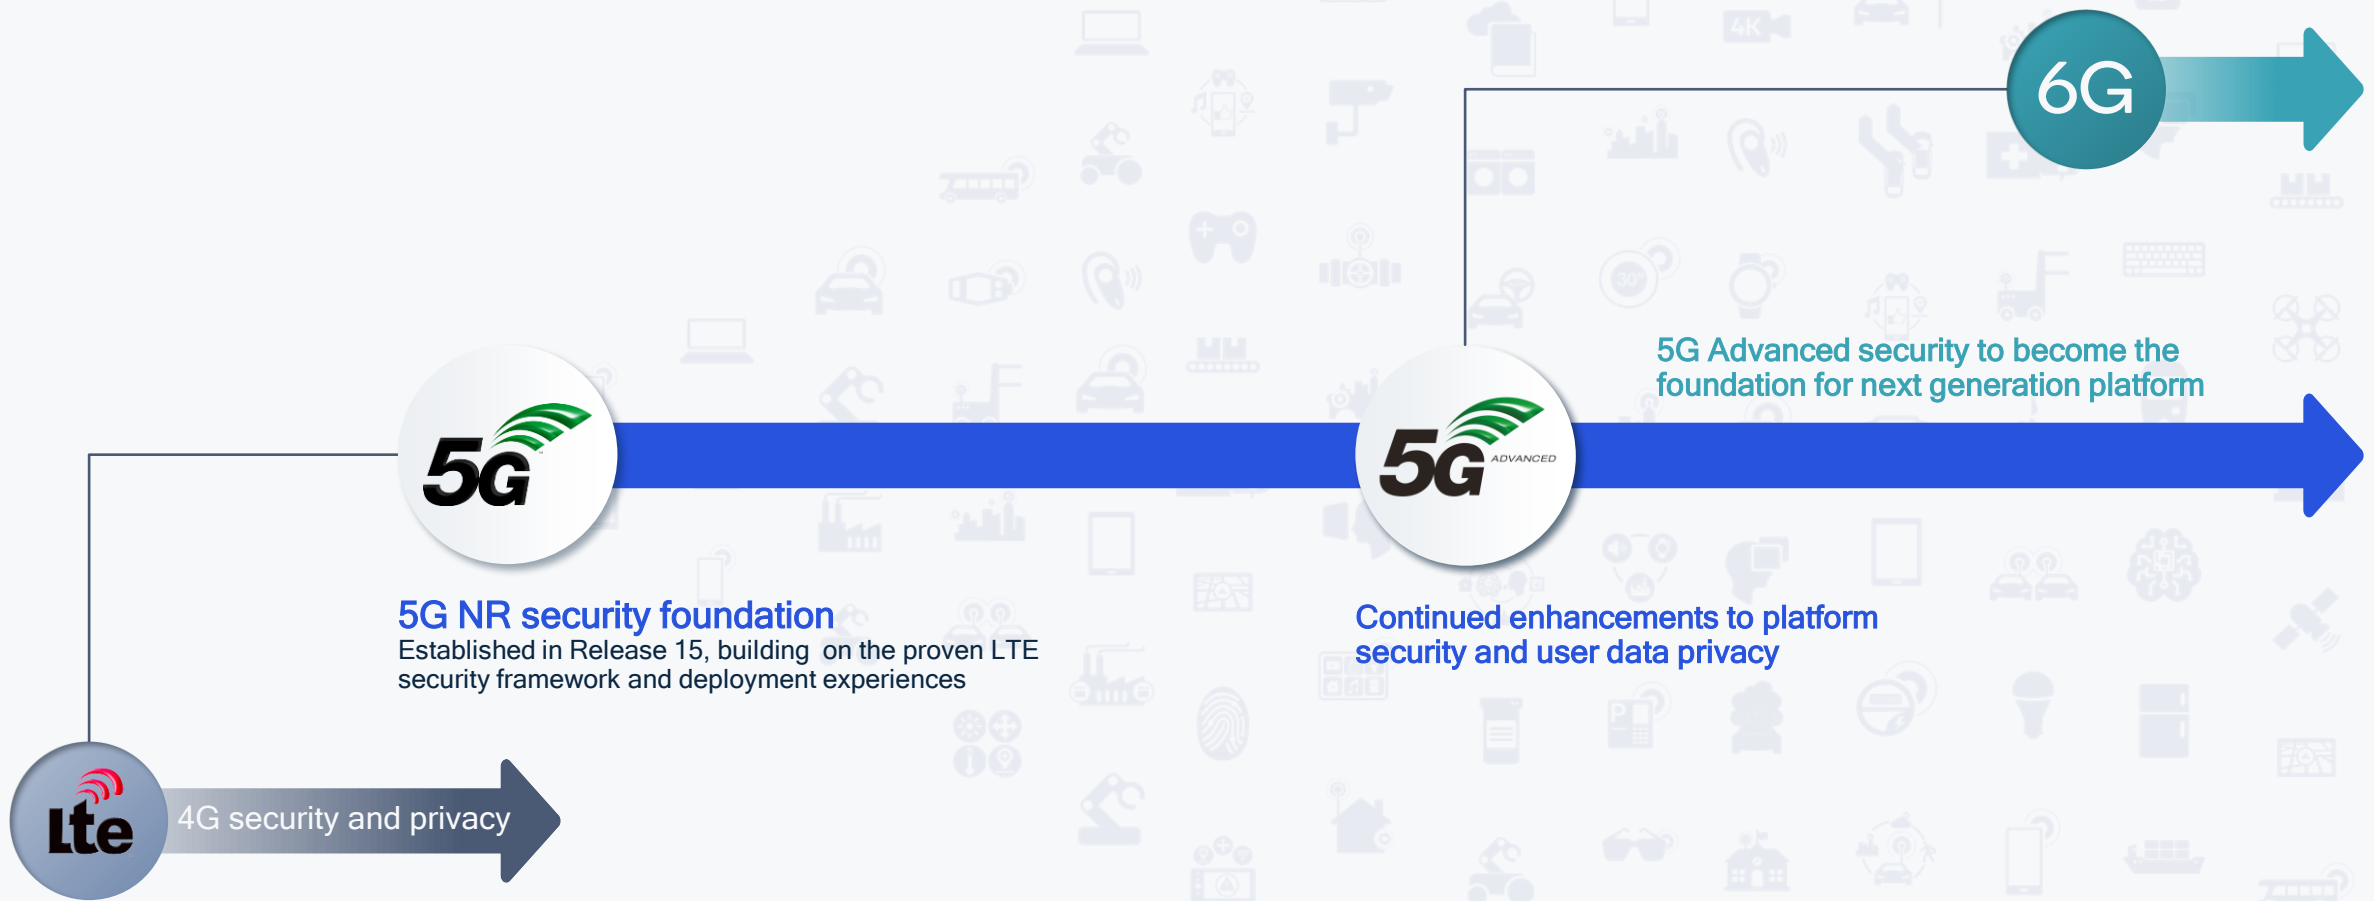 6G
4K
30°
5G Advanced security to become the
foundation for next generation platform
5G
5G ADVANCED
5G NR security foundation
Established in Release 15, building on the proven LTE
security framework and deployment experiences
Continued enhancements to platform
security and user data privacy
P
Lte
4G security and privacy